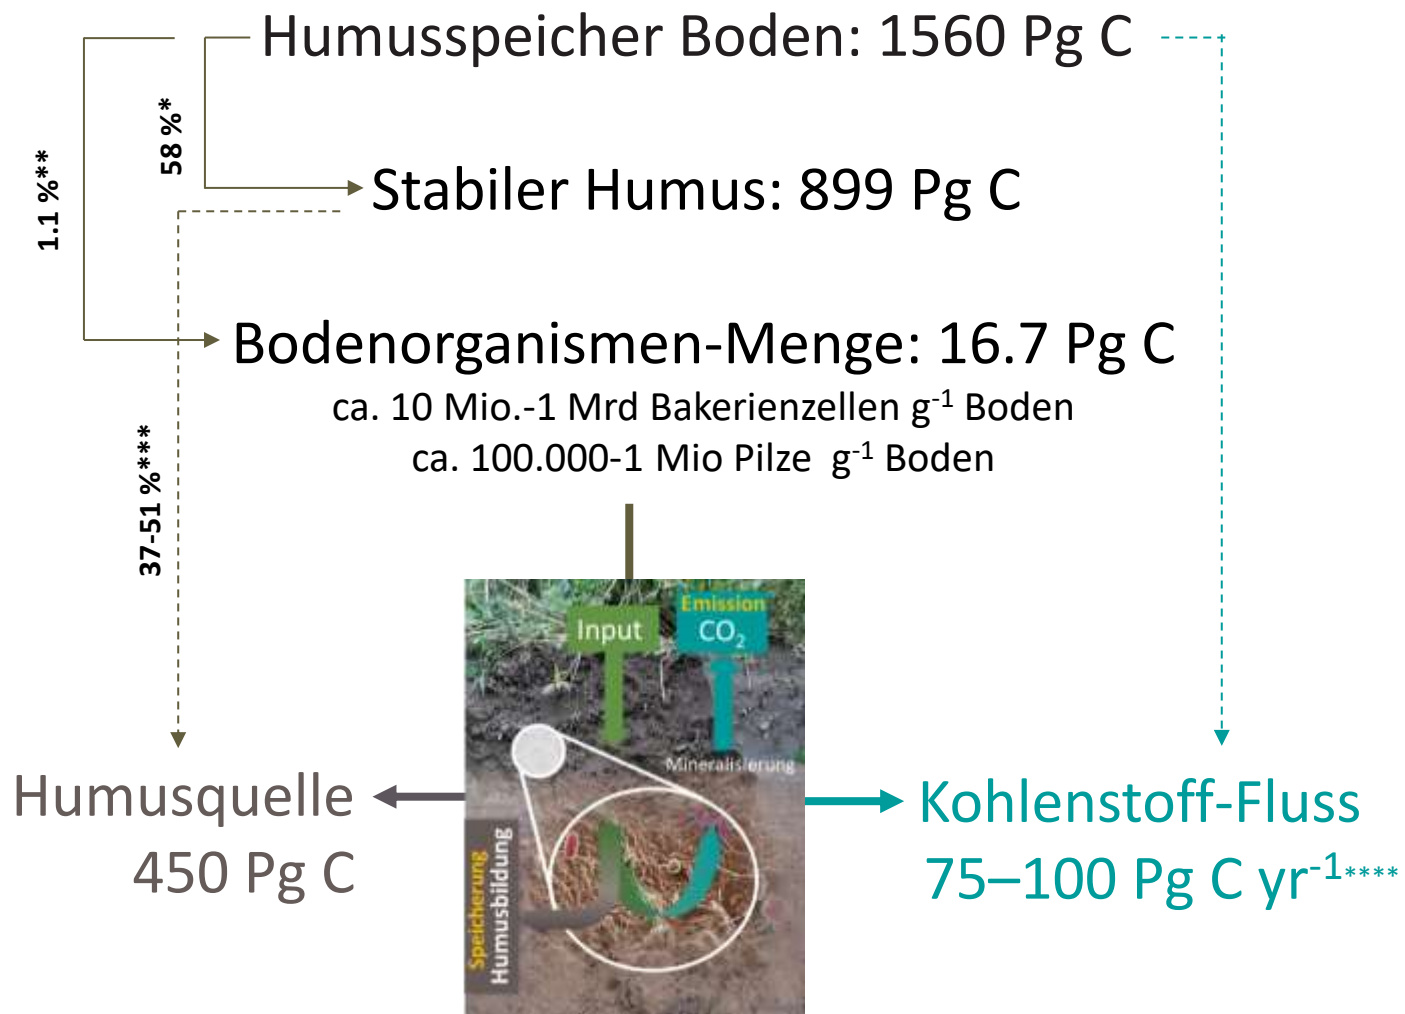 Humusspeicher Boden: 1560 Pg C
58 %*
1.1 %**
Stabiler Humus: 899 Pg C
Bodenorganismen-Menge: 16.7 Pg C
ca. 10 Mio.-1 Mrd Bakerienzellen g⁻¹ Boden
ca. 100.000-1 Mio Pilze g⁻¹ Boden
37-51 %***
Emission
Input
CO₂
Mineralisierung
Speicherung
Humusbildung
Humusquelle
450 Pg C
Kohlenstoff-Fluss
75–100 Pg C yr⁻¹****